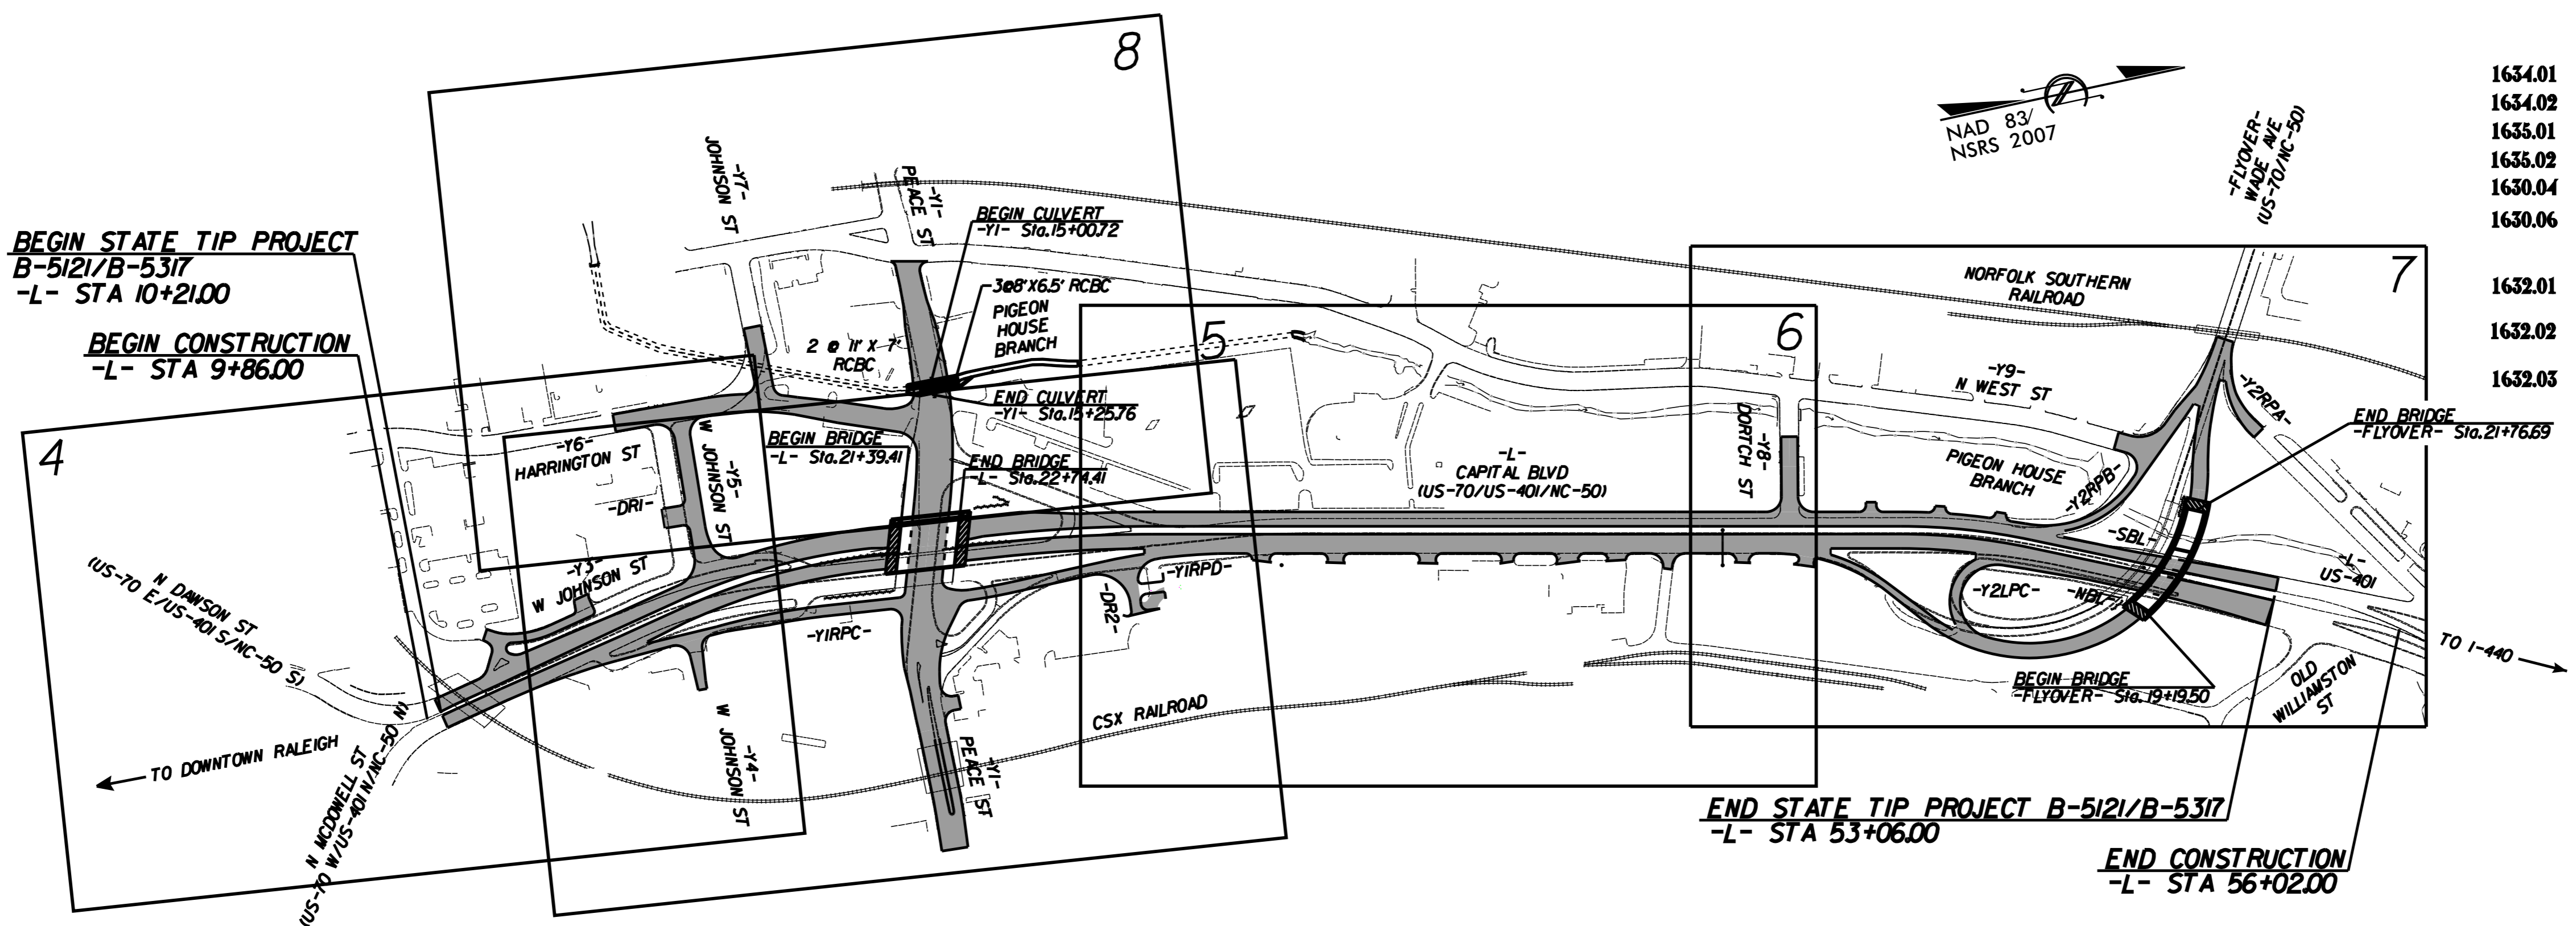 8
NAD 83/
NSRS 2007
1634.01
1634.02
1635.01
1635.02
1630.04
1630.06
1632.01
1632.02
1632.03
-FLYOVER-
WADE AVE
(US-70/NC-50)
BEGIN STATE TIP PROJECT
B-5121/B-5317
-L- STA 10+21.00
BEGIN CONSTRUCTION
-L- STA 9+86.00
-Y7-
JOHNSON ST
-Y1-
PEACE ST
BEGIN CULVERT
-Y1- Sta.15+00.72
3@8'X6.5' RCBC
PIGEON
HOUSE
BRANCH
2 @ 11' X 7'
RCBC
END CULVERT
-Y1- Sta.15+25.76
5
6
7
NORFOLK SOUTHERN
RAILROAD
-Y9-
N WEST ST
-Y2RPA-
END BRIDGE
-FLYOVER- Sta.21+76.69
4
-Y6-
HARRINGTON ST
-Y5-
W JOHNSON ST
BEGIN BRIDGE
-L- Sta.21+39.41
END BRIDGE
-L- Sta.22+74.41
-L-
CAPITAL BLVD
(US-70/US-401/NC-50)
-Y8-
DORTCH ST
PIGEON HOUSE
BRANCH
-Y2RPB-
-DR1-
-Y3-
W JOHNSON ST
-SBL-
-L-
US-401
-Y1RPD-
-DR2-
-Y1RPC-
-Y2LPC-
-NBL-
N DAWSON ST
(US-70 E/US-401 S/NC-50 S)
TO I-440
BEGIN BRIDGE
-FLYOVER- Sta.19+19.50
OLD
WILLIAMSTON
ST
CSX RAILROAD
TO DOWNTOWN RALEIGH
N MCDOWELL ST
(US-70 W/US-401 N/NC-50 N)
-Y4-
W JOHNSON ST
-Y1-
PEACE ST
END STATE TIP PROJECT B-5121/B-5317
-L- STA 53+06.00
END CONSTRUCTION
-L- STA 56+02.00